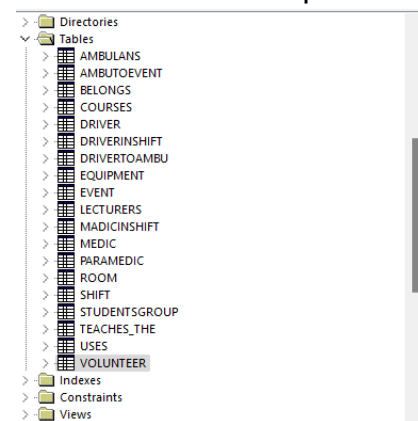 Directories
Tables
AMBULANS
AMBUTOEVENT
BELONGS
COURSES
DRIVER
DRIVERINSHIFT
DRIVERTOAMBU
EQUIPMENT
EVENT
LECTURERS
MADICINSHIFT
MEDIC
PARAMEDIC
ROOM
SHIFT
STUDENTSGROUP
TEACHES_THE
USES
VOLUNTEER
Indexes
Constraints
Views